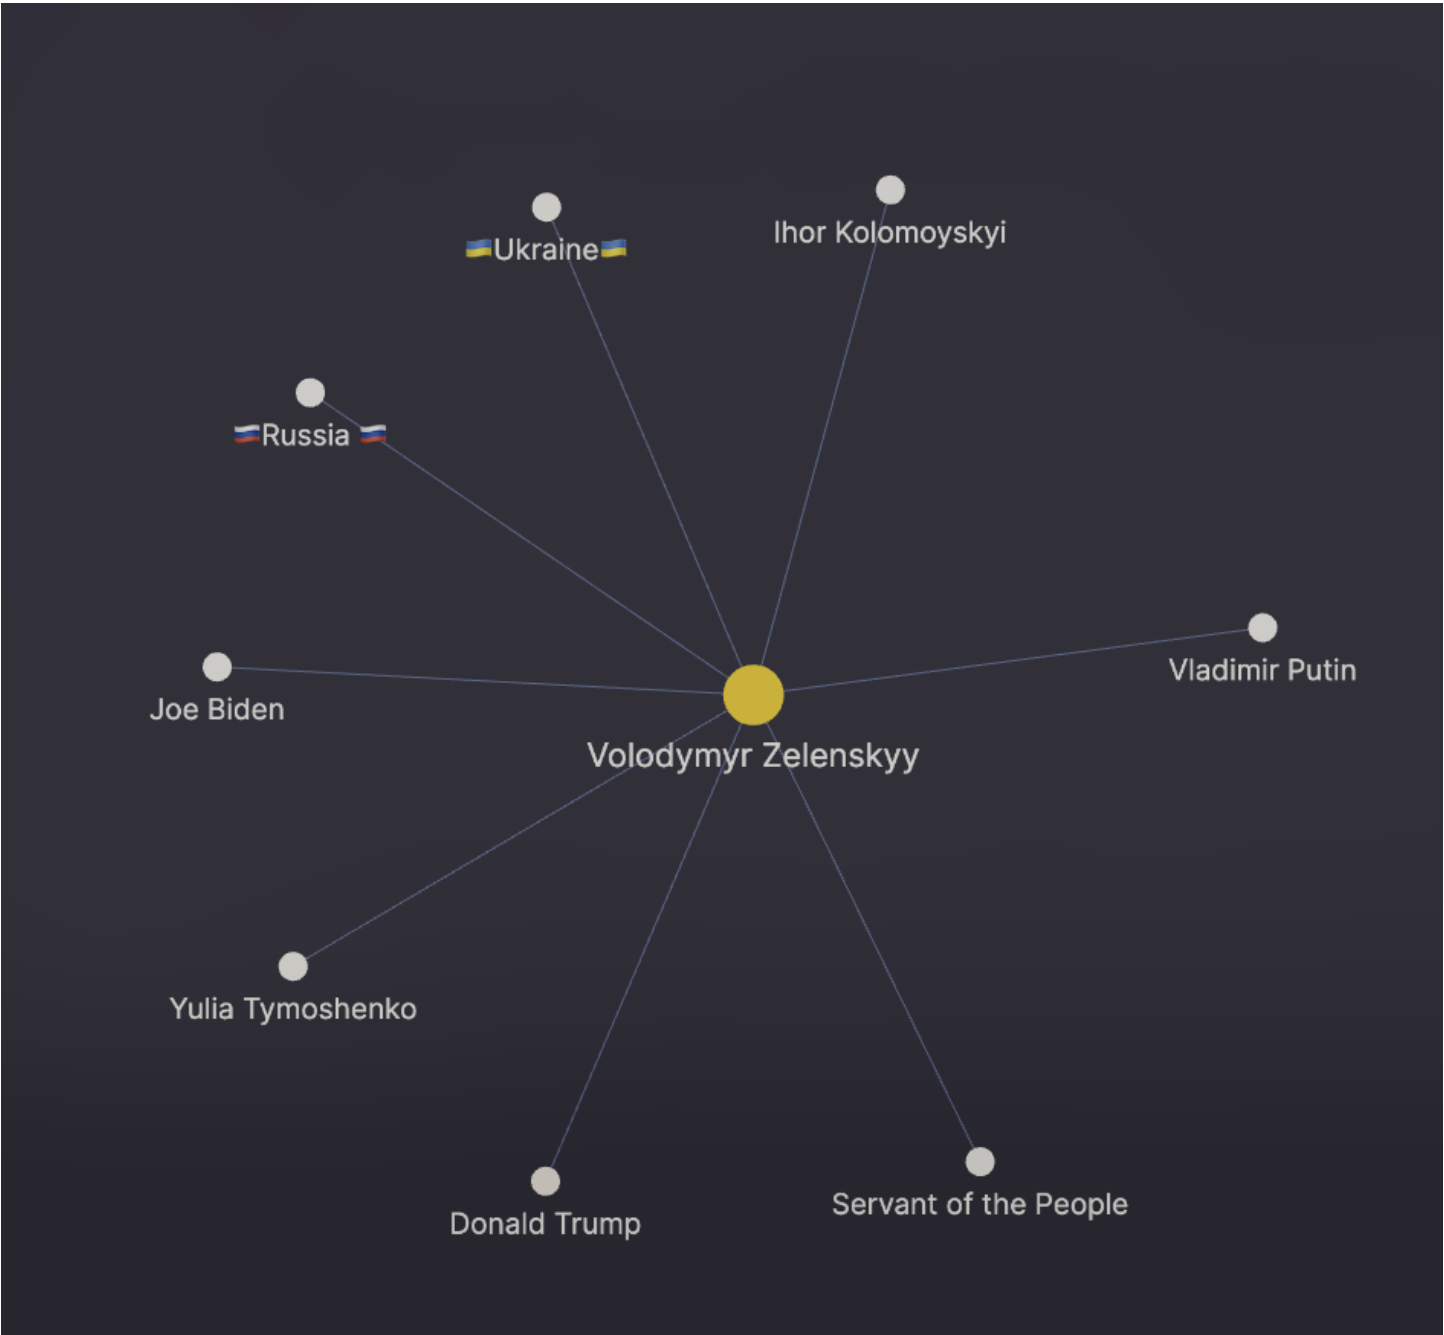 Ihor Kolomoyskyi
🇺🇦Ukraine🇺🇦
🇷🇺Russia 🇷🇺
Vladimir Putin
Joe Biden
Volodymyr Zelenskyy
Yulia Tymoshenko
Servant of the People
Donald Trump